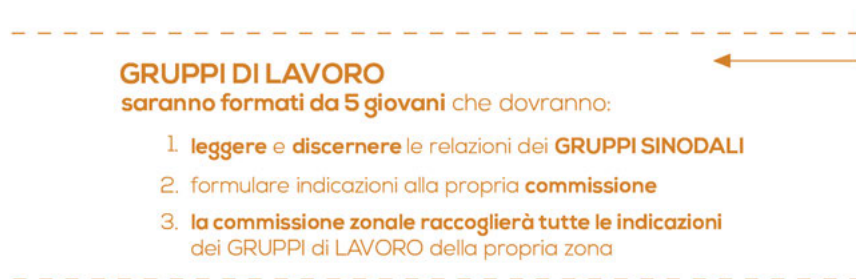 GRUPPI DI LAVORO
saranno formati da 5 giovani che dovranno:
1. leggere e discernere le relazioni dei GRUPPI SINODALI
2. formulare indicazioni alla propria commissione
3. la commissione zonale raccoglierà tutte le indicazioni
dei GRUPPI di LAVORO della propria zona